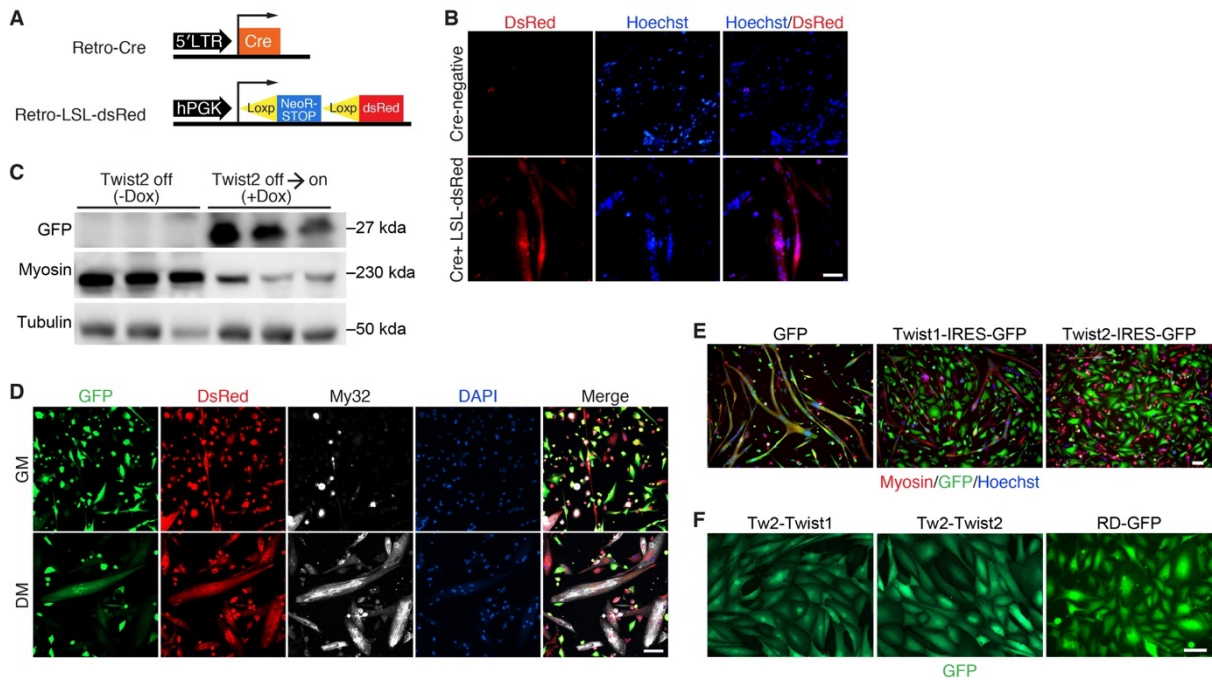 A
5′LTR
Cre
Retro-Cre
hPGK
Loxp
NeoR-
STOP
Loxp
dsRed
Retro-LSL-dsRed
B
DsRed
Hoechst
Hoechst/DsRed
Cre-negative
Cre+ LSL-dsRed
C
Twist2 off
(-Dox)
Twist2 off → on
(+Dox)
GFP
–27 kda
Myosin
–230 kda
Tubulin
–50 kda
D
GFP
DsRed
My32
DAPI
Merge
GM
DM
E
GFP
Twist1-IRES-GFP
Twist2-IRES-GFP
Myosin/GFP/Hoechst
F
Tw2-Twist1
Tw2-Twist2
RD-GFP
GFP